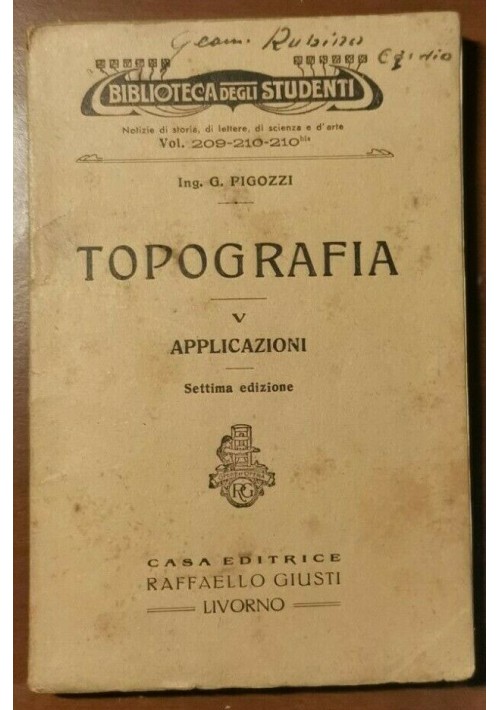 Geom. Rubino
Egidio
BIBLIOTECA DEGLI STUDENTI
Notizie di storia, di lettere, di scienza e d'arte
Vol. 209-210-210bis
Ing. G. PIGOZZI
TOPOGRAFIA
V
APPLICAZIONI
Settima edizione
RG
CASA EDITRICE
RAFFAELLO GIUSTI
LIVORNO